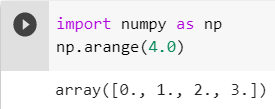 import numpy as np
np.arange(4.0)
array([0., 1., 2., 3.])